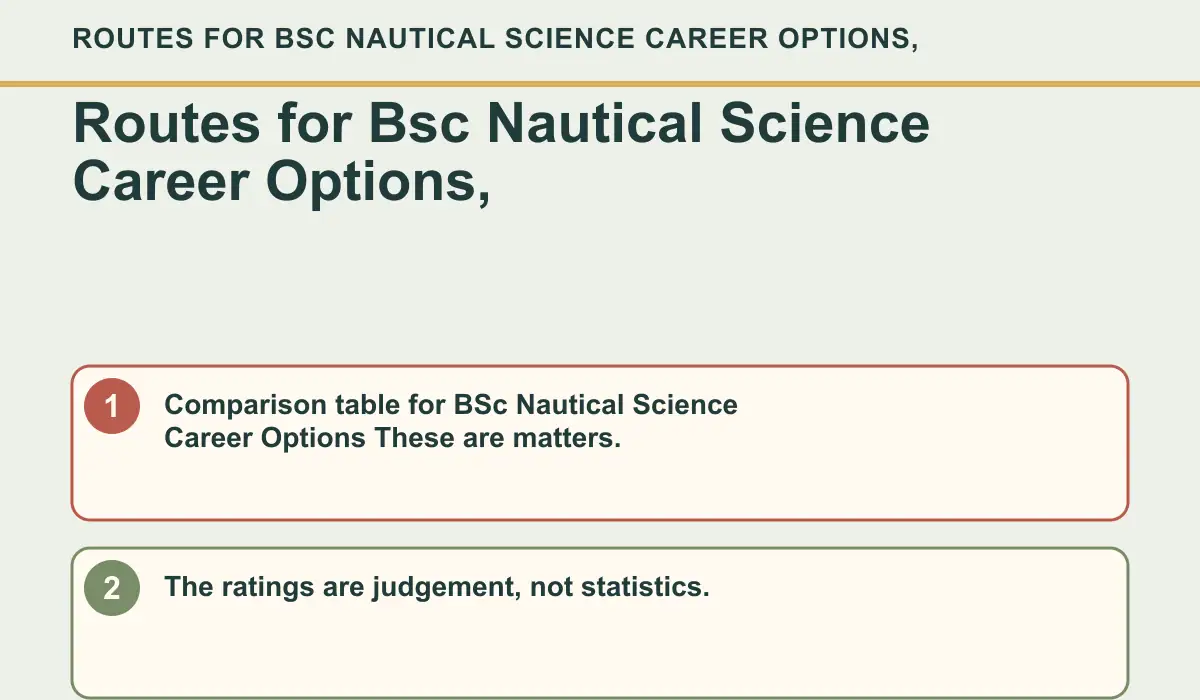 ROUTES FOR BSC NAUTICAL SCIENCE CAREER OPTIONS,
Routes for Bsc Nautical Science
Career Options,
1
Comparison table for BSc Nautical Science
Career Options These are matters.
2
The ratings are judgement, not statistics.